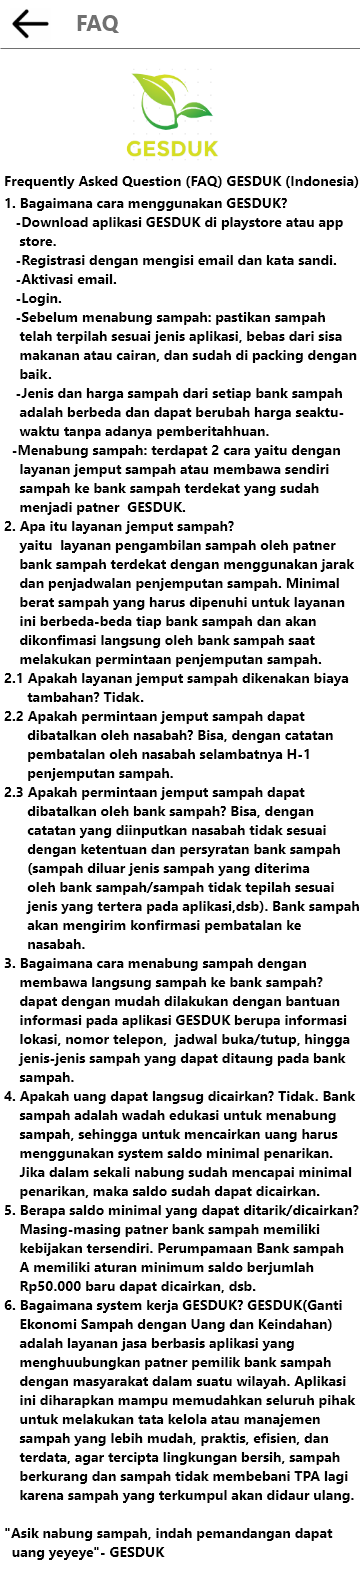 FAQ
GESDUK
Frequently Asked Question (FAQ) GESDUK (Indonesia)
1. Bagaimana cara menggunakan GESDUK?
-Download aplikasi GESDUK di playstore atau app
store.
-Registrasi dengan mengisi email dan kata sandi.
-Aktivasi email.
-Login.
-Sebelum menabung sampah: pastikan sampah
telah terpilah sesuai jenis aplikasi, bebas dari sisa
makanan atau cairan, dan sudah di packing dengan
baik.
-Jenis dan harga sampah dari setiap bank sampah
adalah berbeda dan dapat berubah harga seaktu-
waktu tanpa adanya pemberitahhuan.
-Menabung sampah: terdapat 2 cara yaitu dengan
layanan jemput sampah atau membawa sendiri
sampah ke bank sampah terdekat yang sudah
menjadi patner GESDUK.
2. Apa itu layanan jemput sampah?
yaitu layanan pengambilan sampah oleh patner
bank sampah terdekat dengan menggunakan jarak
dan penjadwalan penjemputan sampah. Minimal
berat sampah yang harus dipenuhi untuk layanan
ini berbeda-beda tiap bank sampah dan akan
dikonfimasi langsung oleh bank sampah saat
melakukan permintaan penjemputan sampah.
2.1 Apakah layanan jemput sampah dikenakan biaya
tambahan? Tidak.
2.2 Apakah permintaan jemput sampah dapat
dibatalkan oleh nasabah? Bisa, dengan catatan
pembatalan oleh nasabah selambatnya H-1
penjemputan sampah.
2.3 Apakah permintaan jemput sampah dapat
dibatalkan oleh bank sampah? Bisa, dengan
catatan yang diinputkan nasabah tidak sesuai
dengan ketentuan dan persyratan bank sampah
(sampah diluar jenis sampah yang diterima
oleh bank sampah/sampah tidak tepilah sesuai
jenis yang tertera pada aplikasi,dsb). Bank sampah
akan mengirim konfirmasi pembatalan ke
nasabah.
3. Bagaimana cara menabung sampah dengan
membawa langsung sampah ke bank sampah?
dapat dengan mudah dilakukan dengan bantuan
informasi pada aplikasi GESDUK berupa informasi
lokasi, nomor telepon, jadwal buka/tutup, hingga
jenis-jenis sampah yang dapat ditaung pada bank
sampah.
4. Apakah uang dapat langsug dicairkan? Tidak. Bank
sampah adalah wadah edukasi untuk menabung
sampah, sehingga untuk mencairkan uang harus
menggunakan system saldo minimal penarikan.
Jika dalam sekali nabung sudah mencapai minimal
penarikan, maka saldo sudah dapat dicairkan.
5. Berapa saldo minimal yang dapat ditarik/dicairkan?
Masing-masing patner bank sampah memiliki
kebijakan tersendiri. Perumpamaan Bank sampah
A memiliki aturan minimum saldo berjumlah
Rp50.000 baru dapat dicairkan, dsb.
6. Bagaimana system kerja GESDUK? GESDUK(Ganti
Ekonomi Sampah dengan Uang dan Keindahan)
adalah layanan jasa berbasis aplikasi yang
menghuubungkan patner pemilik bank sampah
dengan masyarakat dalam suatu wilayah. Aplikasi
ini diharapkan mampu memudahkan seluruh pihak
untuk melakukan tata kelola atau manajemen
sampah yang lebih mudah, praktis, efisien, dan
terdata, agar tercipta lingkungan bersih, sampah
berkurang dan sampah tidak membebani TPA lagi
karena sampah yang terkumpul akan didaur ulang.
"Asik nabung sampah, indah pemandangan dapat
uang yeyeye"- GESDUK